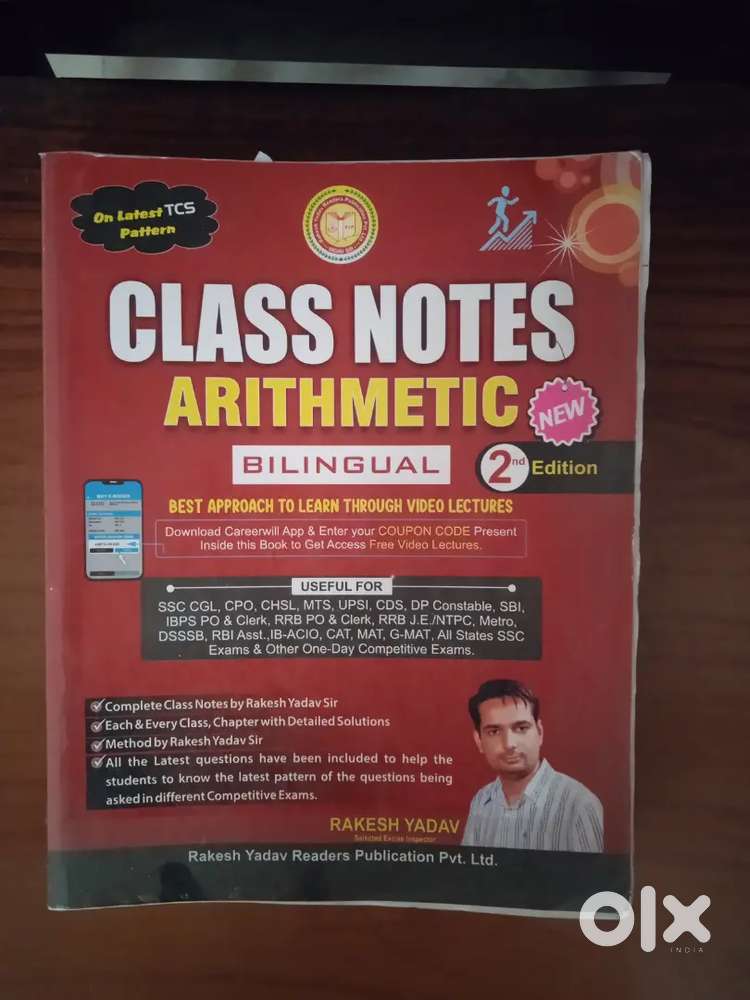 On Latest TCS
Pattern
CLASS NOTES
ARITHMETIC
NEW
BILINGUAL
2nd Edition
BEST APPROACH TO LEARN THROUGH VIDEO LECTURES
Download Careerwill App & Enter your COUPON CODE Present
Inside this Book to Get Access Free Video Lectures.
USEFUL FOR
SSC CGL, CPO, CHSL, MTS, UPSI, CDS, DP Constable, SBI,
IBPS PO & Clerk, RRB PO & Clerk, RRB J.E./NTPC, Metro,
DSSSB, RBI Asst.,IB-ACIO, CAT, MAT, G-MAT, All States SSC
Exams & Other One-Day Competitive Exams.
Complete Class Notes by Rakesh Yadav Sir
Each & Every Class, Chapter with Detailed Solutions
Method by Rakesh Yadav Sir
All the Latest questions have been included to help the
students to know the latest pattern of the questions being
asked in different Competitive Exams.
RAKESH YADAV
Selected Excise Inspector
Rakesh Yadav Readers Publication Pvt. Ltd.
olx
INDIA